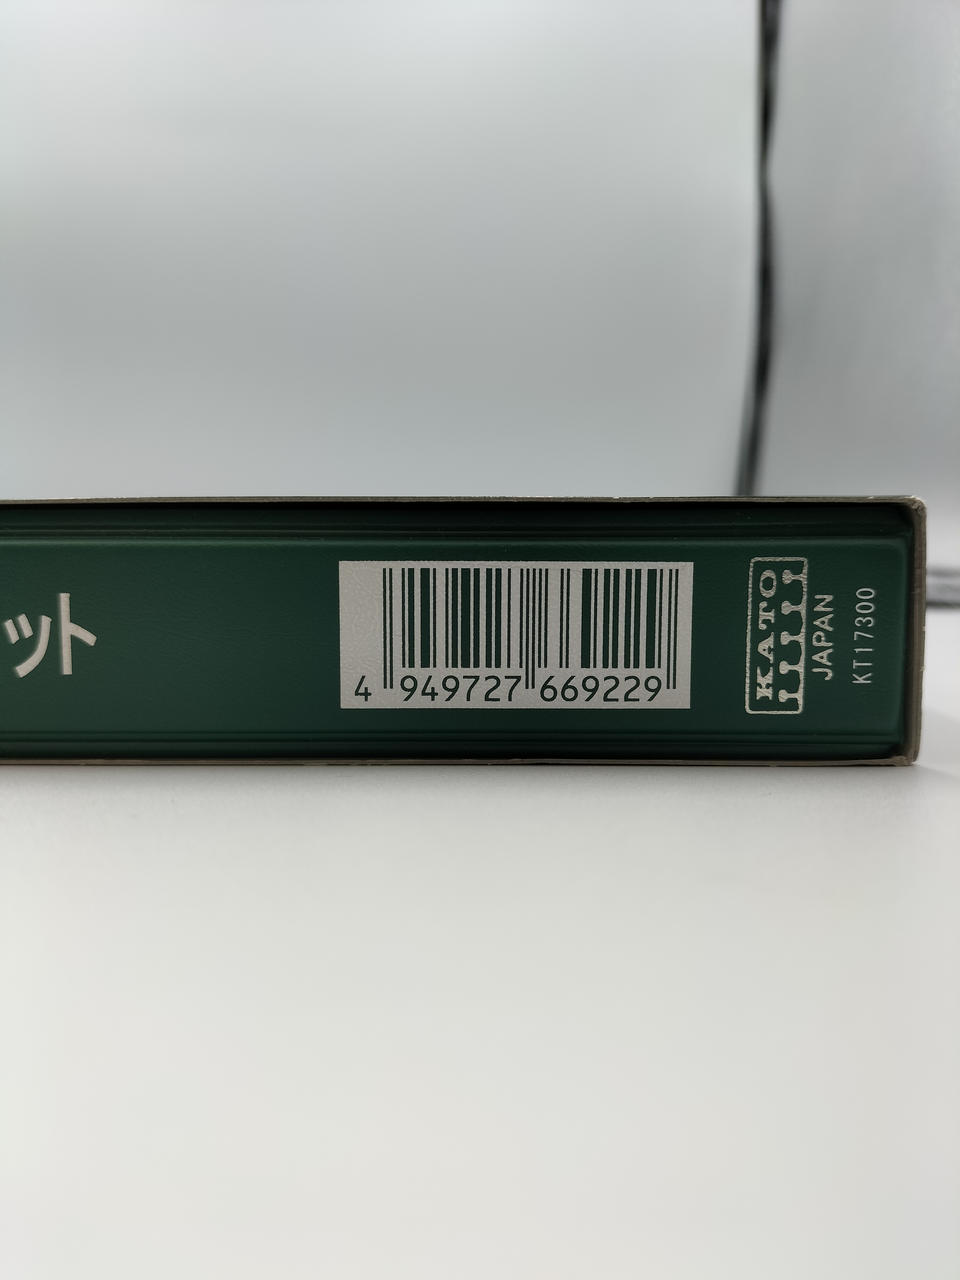 ット
4 949727 669229
KATO
JAPAN
KT17300